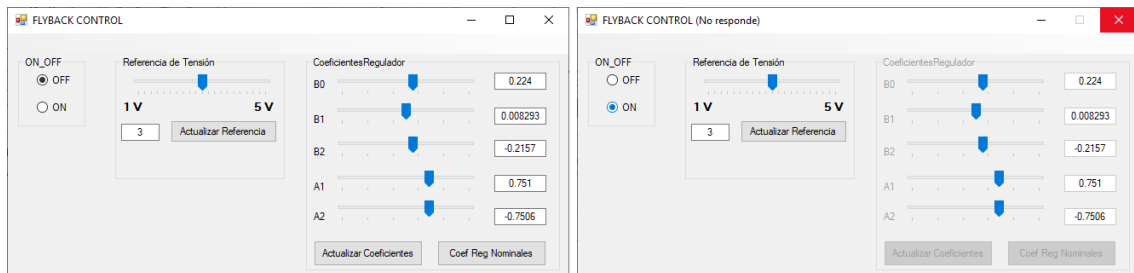 FLYBACK CONTROL
ON_OFF
OFF
ON
Referencia de Tensión
1 V 5 V
3 Actualizar Referencia
CoeficientesRegulador
B0 0.224
B1 0.008293
B2 -0.2157
A1 0.751
A2 -0.7506
Actualizar Coeficientes Coef Reg Nominales
FLYBACK CONTROL (No responde)
ON_OFF
OFF
ON
Referencia de Tensión
1 V 5 V
3 Actualizar Referencia
CoeficientesRegulador
B0 0.224
B1 0.008293
B2 -0.2157
A1 0.751
A2 -0.7506
Actualizar Coeficientes Coef Reg Nominales